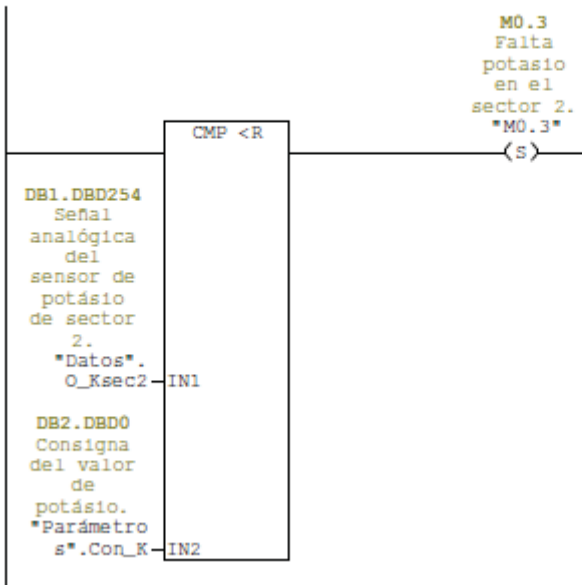 M0.3
Falta
potasio
en el
sector 2.
"M0.3"
(S)
CMP <R
DB1.DBD254
Señal
analógica
del
sensor de
potásio
de sector
2.
"Datos".
O_Ksec2
IN1
DB2.DBD0
Consigna
del valor
de
potásio.
"Parámetro
s".Con_K
IN2